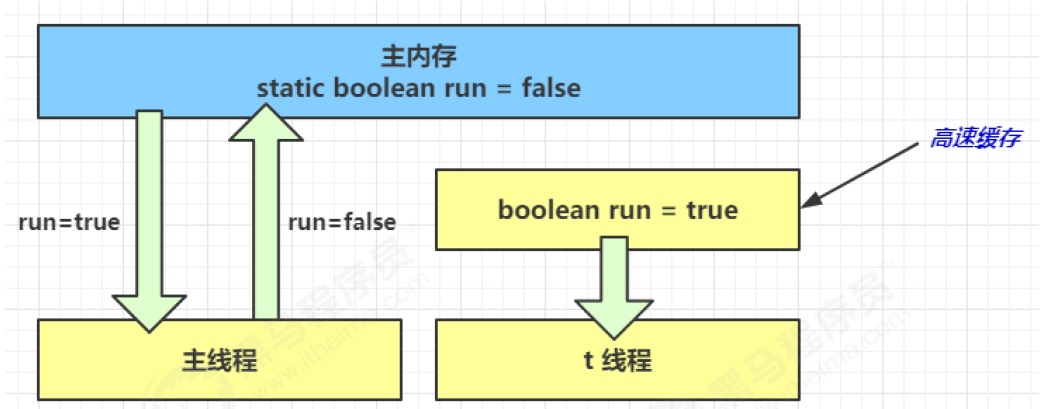 主内存
static boolean run = false
高速缓存
run=true
run=false
boolean run = true
主线程
t 线程
黑马程序员
www.itheima.com
黑马程序员
www.itheima.com